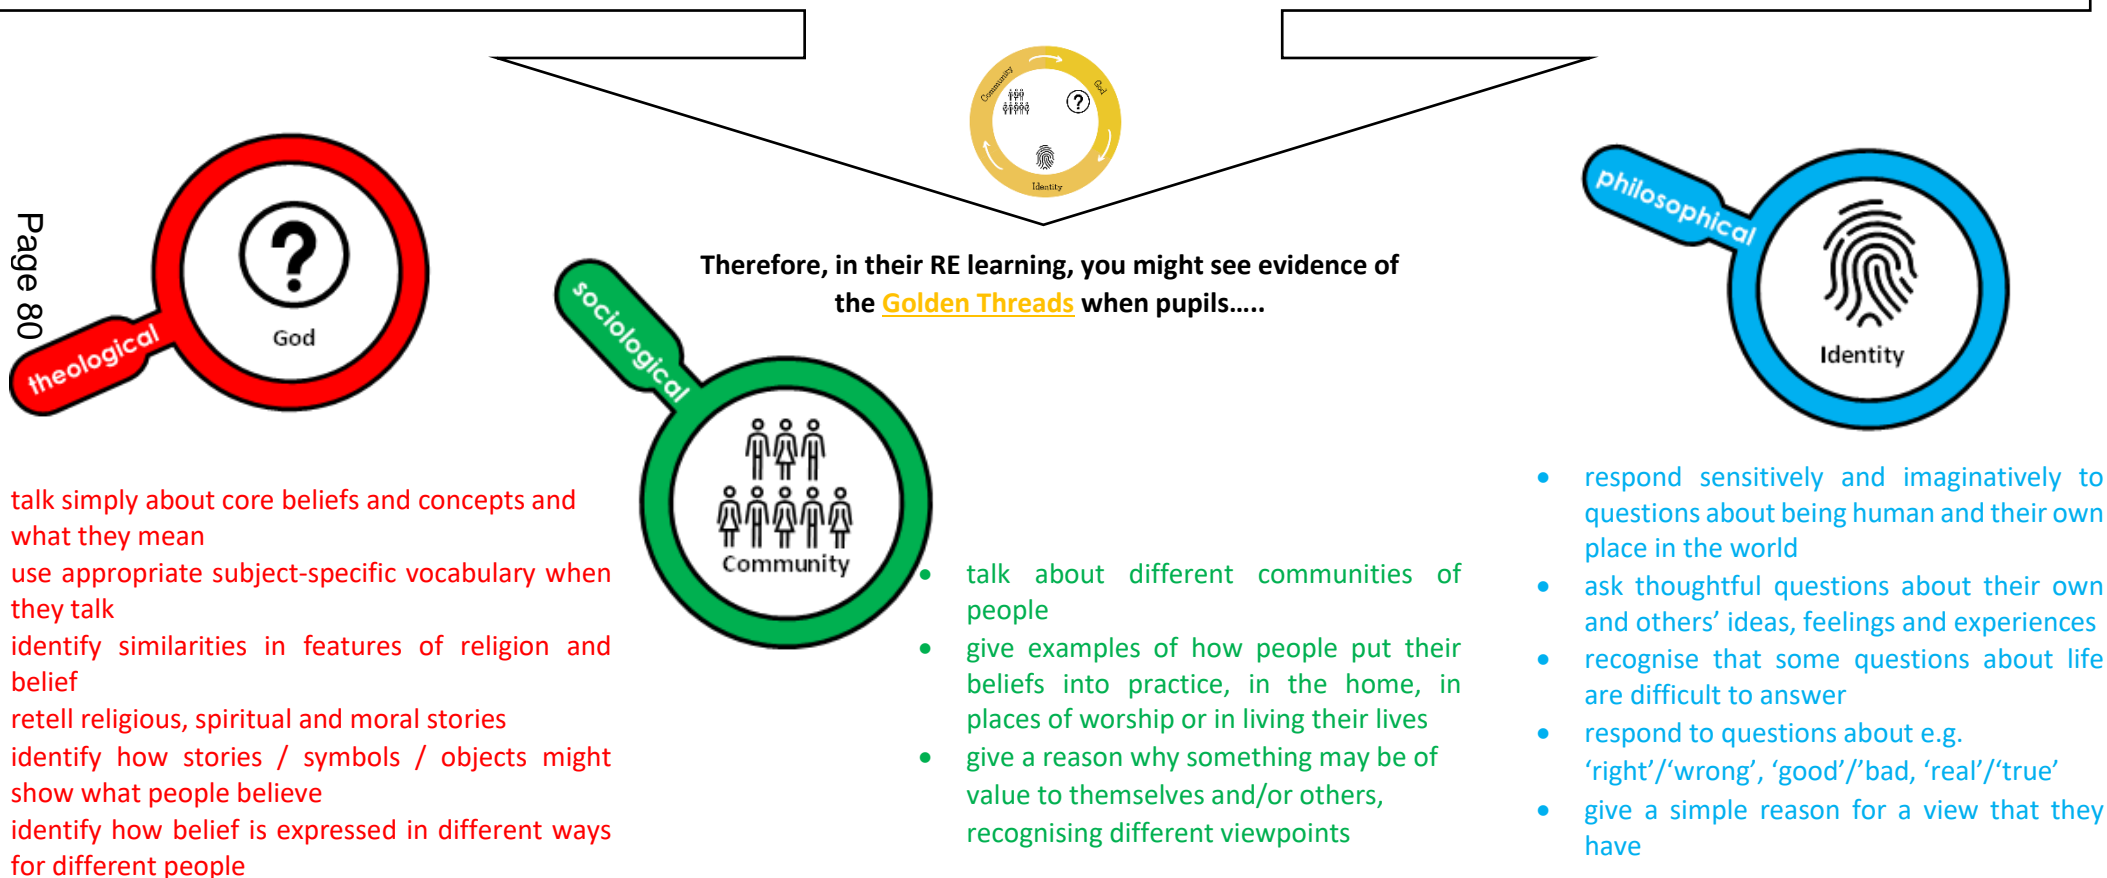 Community
God
Identity
Page 80
theological
God
sociological
Community
philosophical
Identity
Therefore, in their RE learning, you might see evidence of
the Golden Threads when pupils…..
talk simply about core beliefs and concepts and
what they mean
use appropriate subject-specific vocabulary when
they talk
identify similarities in features of religion and
belief
retell religious, spiritual and moral stories
identify how stories / symbols / objects might
show what people believe
identify how belief is expressed in different ways
for different people
• talk about different communities of
people
• give examples of how people put their
beliefs into practice, in the home, in
places of worship or in living their lives
• give a reason why something may be of
value to themselves and/or others,
recognising different viewpoints
• respond sensitively and imaginatively to
questions about being human and their own
place in the world
• ask thoughtful questions about their own
and others’ ideas, feelings and experiences
• recognise that some questions about life
are difficult to answer
• respond to questions about e.g.
‘right’/‘wrong’, ‘good’/’bad, ‘real’/‘true’
• give a simple reason for a view that they
have